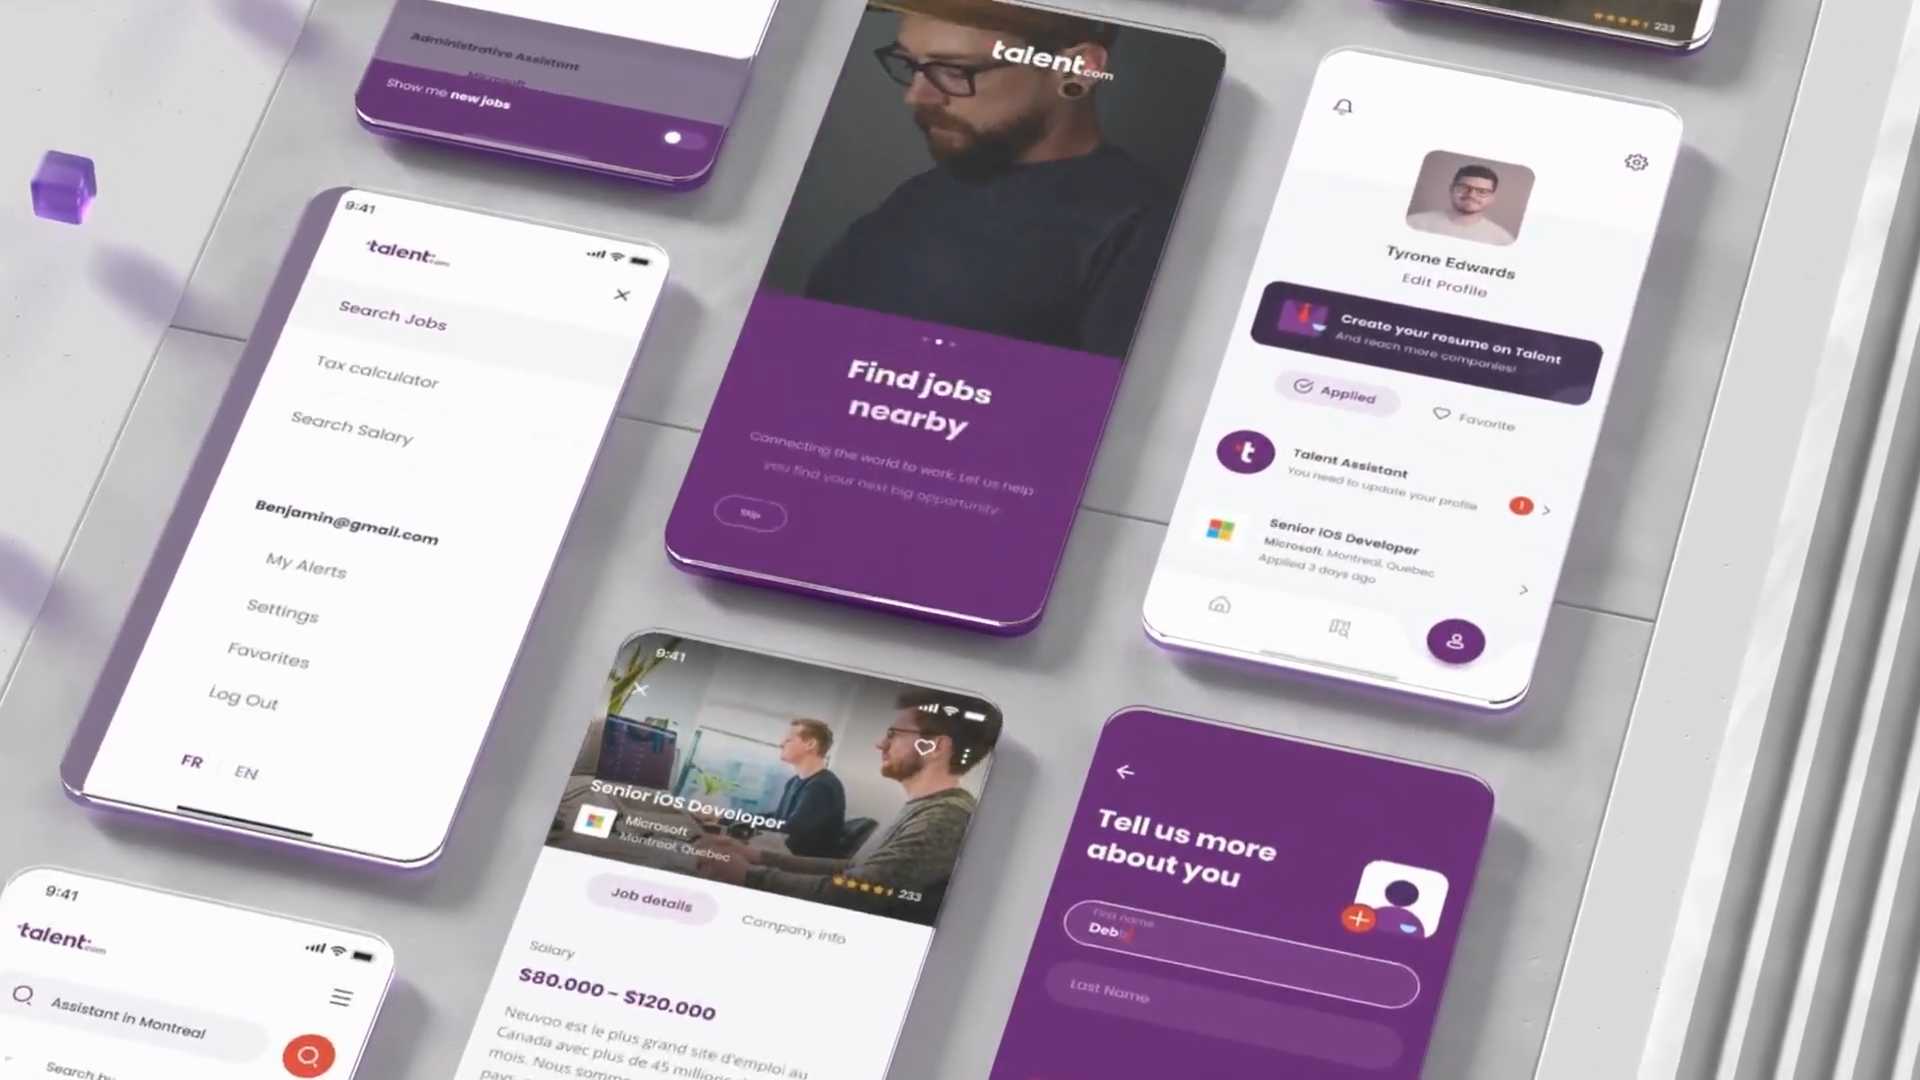 Administrative Assistant
Microsoft
Show me new jobs
talent.com
Find jobs
nearby
Connecting the world to work. Let us help
you find your next big opportunity.
Skip
233
Tyrone Edwards
Edit Profile
Create your resume on Talent
And reach more companies!
Applied
Favorite
t
Talent Assistant
You need to update your profile
1
Senior iOS Developer
Microsoft, Montreal, Quebec
Applied 3 days ago
9:41
talent.com
Search Jobs
Tax calculator
Search Salary
Benjamin@gmail.com
My Alerts
Settings
Favorites
Log Out
FR EN
9:41
Senior iOS Developer
Microsoft
Montreal, Quebec
233
Job details
Company info
Salary
$80.000 - $120.000
Neuvoo est le plus grand site d'emploi au
Canada avec plus de 45 millions
mois. Nous
pays
Tell us more
about you
First name
Deb
Last Name
9:41
talent.com
Assistant in Montreal
Search by